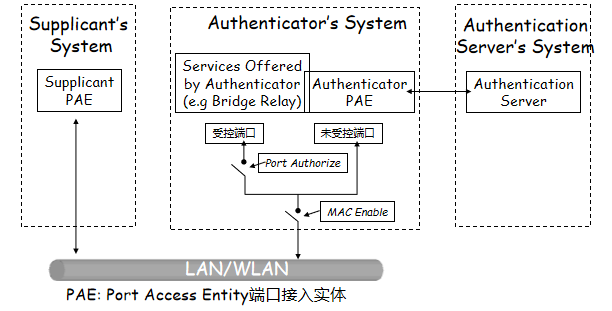 Supplicant's
System
Authenticator's System
Authentication
Server's System
Supplicant
PAE
Services Offered
by Authenticator
(e.g Bridge Relay)
Authenticator
PAE
Authentication
Server
受控端口
未受控端口
Port Authorize
MAC Enable
LAN/WLAN
PAE: Port Access Entity端口接入实体